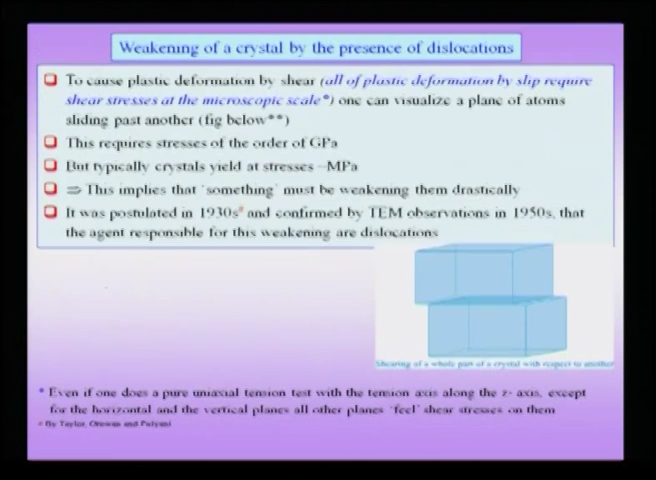 Weakening of a crystal by the presence of dislocations
To cause plastic deformation by shear (all of plastic deformation by slip require
shear stresses at the microscopic scale*) one can visualize a plane of atoms
sliding past another (fig below**)
This requires stresses of the order of GPa
But typically crystals yield at stresses ~MPa
⇒ This implies that 'something' must be weakening them drastically
It was postulated in 1930s# and confirmed by TEM observations in 1950s, that
the agent responsible for this weakening are dislocations
Shearing of a whole part of a crystal with respect to another
* Even if one does a pure uniaxial tension test with the tension axis along the z- axis, except
for the horizontal and the vertical planes all other planes 'feel' shear stresses on them
# By Taylor, Orowan and Polyani